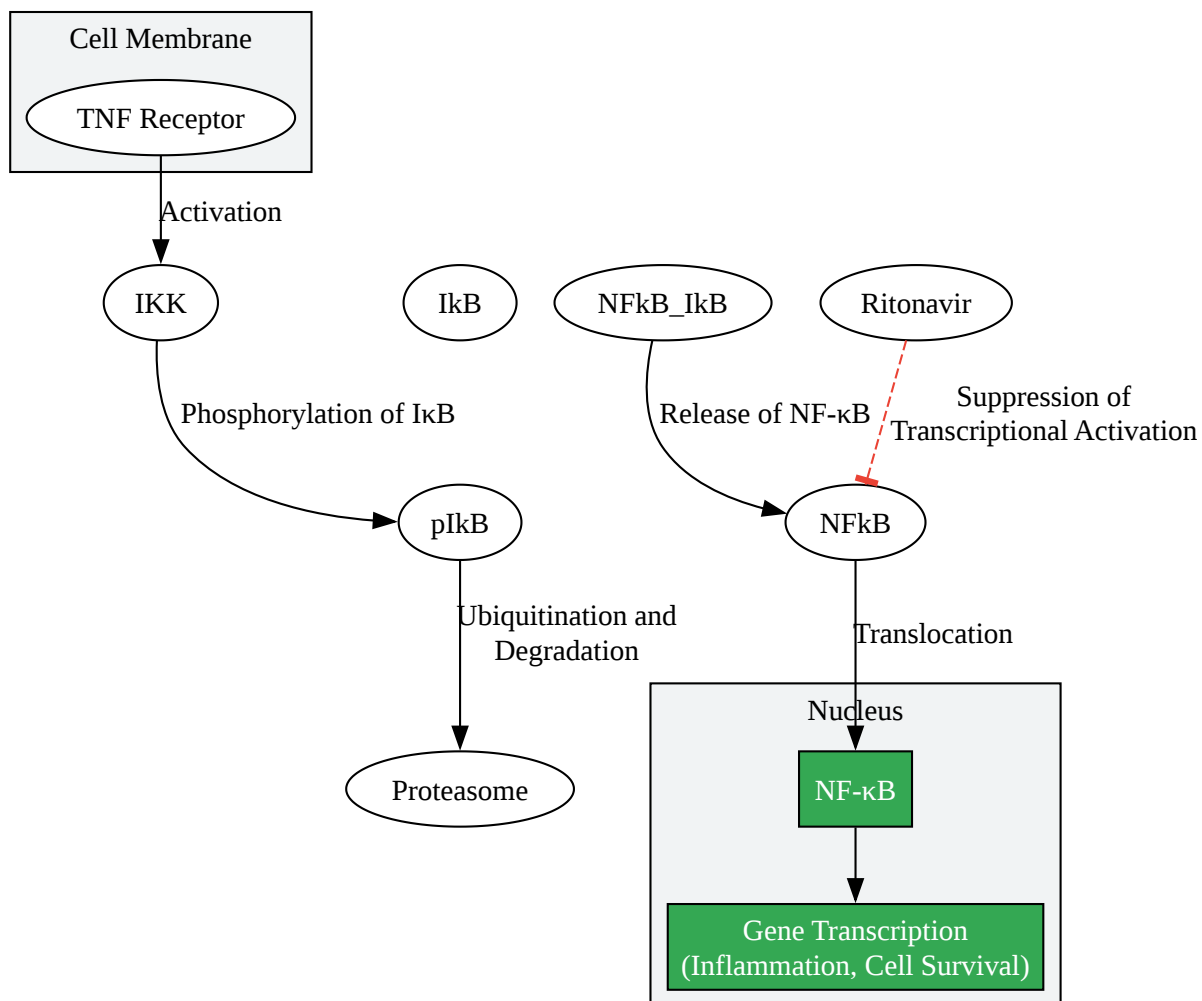 Cell Membrane
TNF Receptor
Activation
IKK
IkB
NFkB_IkB
Ritonavir
Phosphorylation of IκB
Release of NF-κB
Suppression of
Transcriptional Activation
pIkB
NFkB
Ubiquitination and
Degradation
Translocation
Nucleus
Proteasome
NF-κB
Gene Transcription
(Inflammation, Cell Survival)